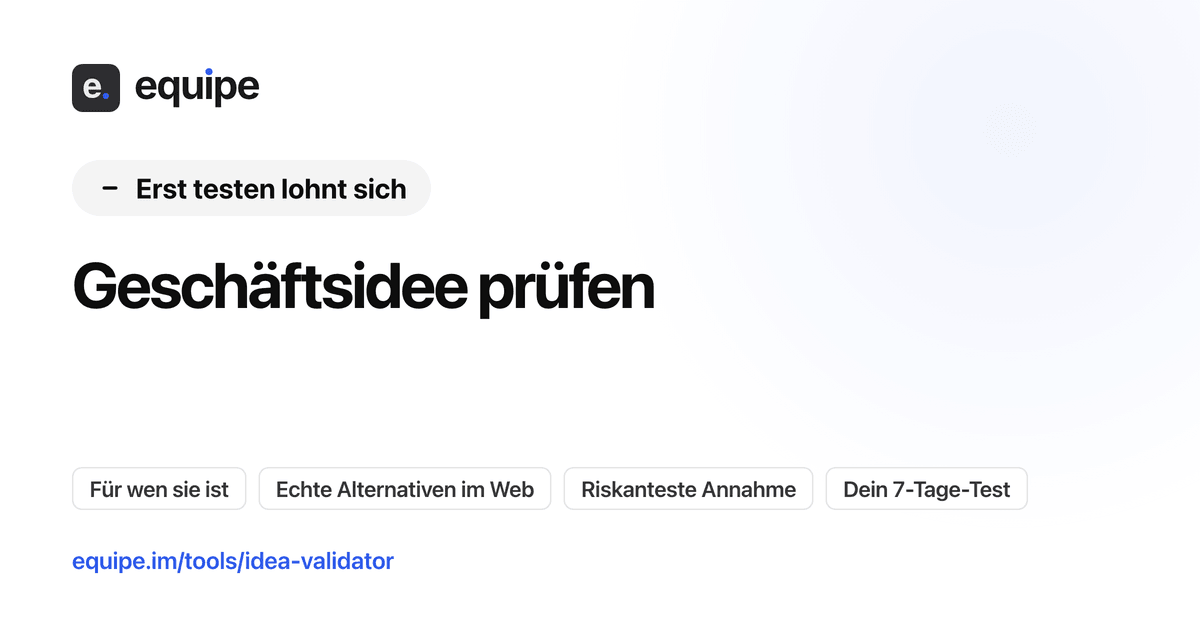 e. equipe
– Erst testen lohnt sich
Geschäftsidee prüfen
Für wen sie ist
Echte Alternativen im Web
Riskanteste Annahme
Dein 7-Tage-Test
equipe.im/tools/idea-validator